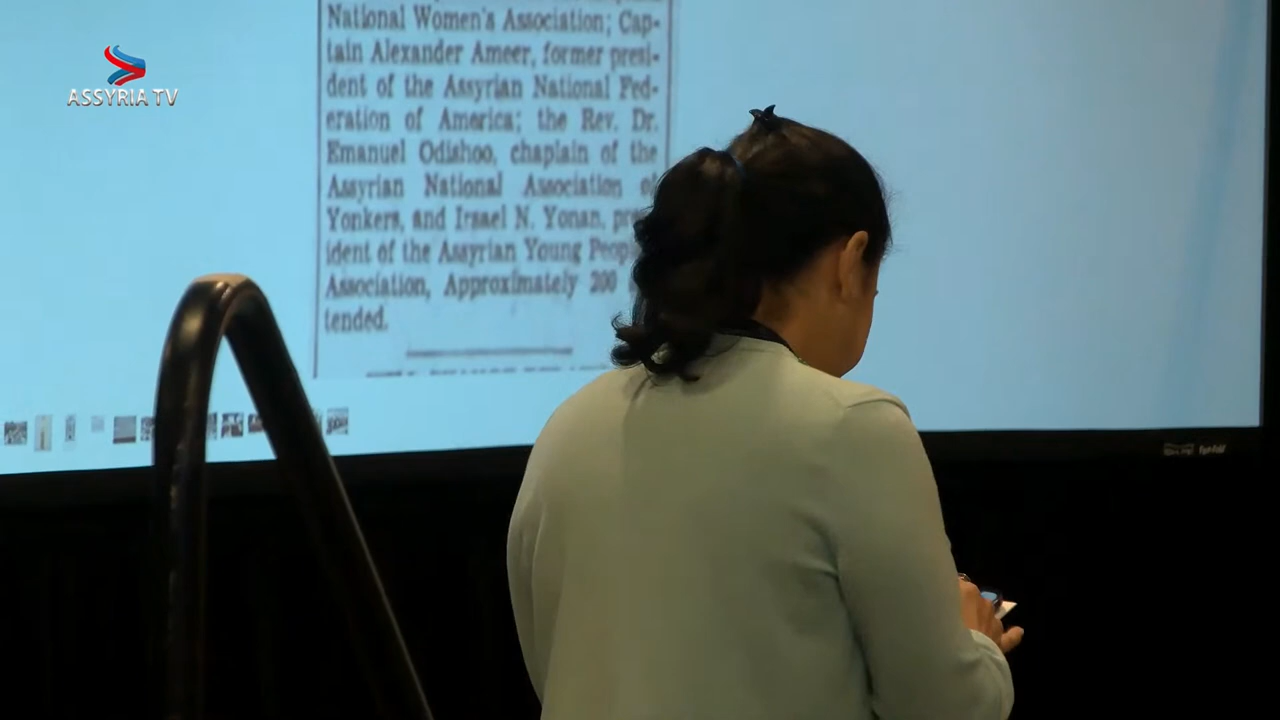 ASSYRIA TV
National Women's Association; Cap-
tain Alexander Ameer, former presi-
dent of the Assyrian National Fed-
eration of America; the Rev. Dr.
Emanuel Odishoo, chaplain of the
Assyrian National Association of
Yonkers, and Israel N. Yonan,
ident of the Assyrian Young
Association, Approximately 200
tended.